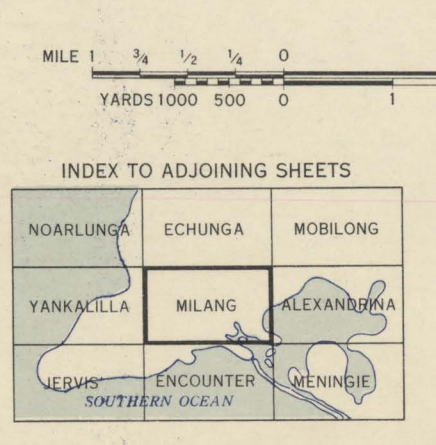 MILE 1 ¾ ½ ¼ 0
YARDS 1000 500 0 1
INDEX TO ADJOINING SHEETS
NOARLUNGA ECHUNGA MOBILONG
YANKALILLA MILANG ALEXANDRINA
JERVIS ENCOUNTER MENINGIE
SOUTHERN OCEAN